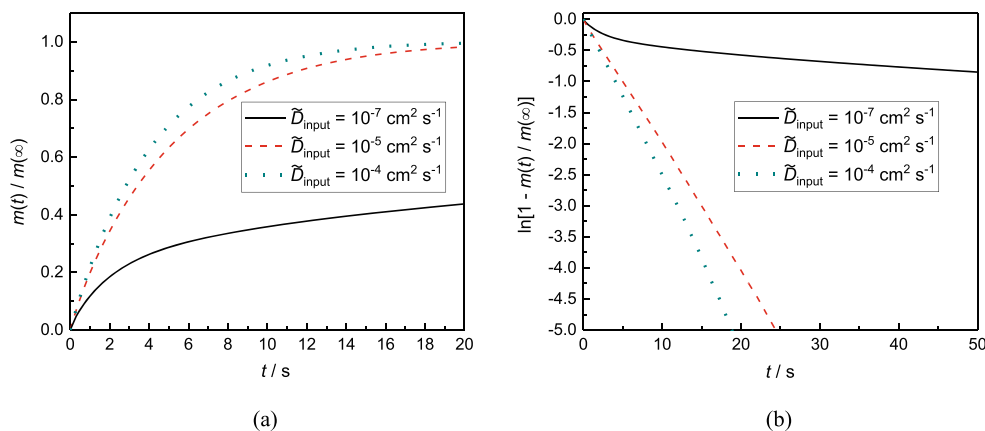 1.0
0.8
0.6
0.4
0.2
0.0
m(t) / m(∞)
D̃input = 10-7 cm2 s-1
D̃input = 10-5 cm2 s-1
D̃input = 10-4 cm2 s-1
0 2 4 6 8 10 12 14 16 18 20
t / s
(a)
0.0
-0.5
-1.0
-1.5
-2.0
-2.5
-3.0
-3.5
-4.0
-4.5
-5.0
ln[1 - m(t) / m(∞)]
D̃input = 10-7 cm2 s-1
D̃input = 10-5 cm2 s-1
D̃input = 10-4 cm2 s-1
0 10 20 30 40 50
t / s
(b)